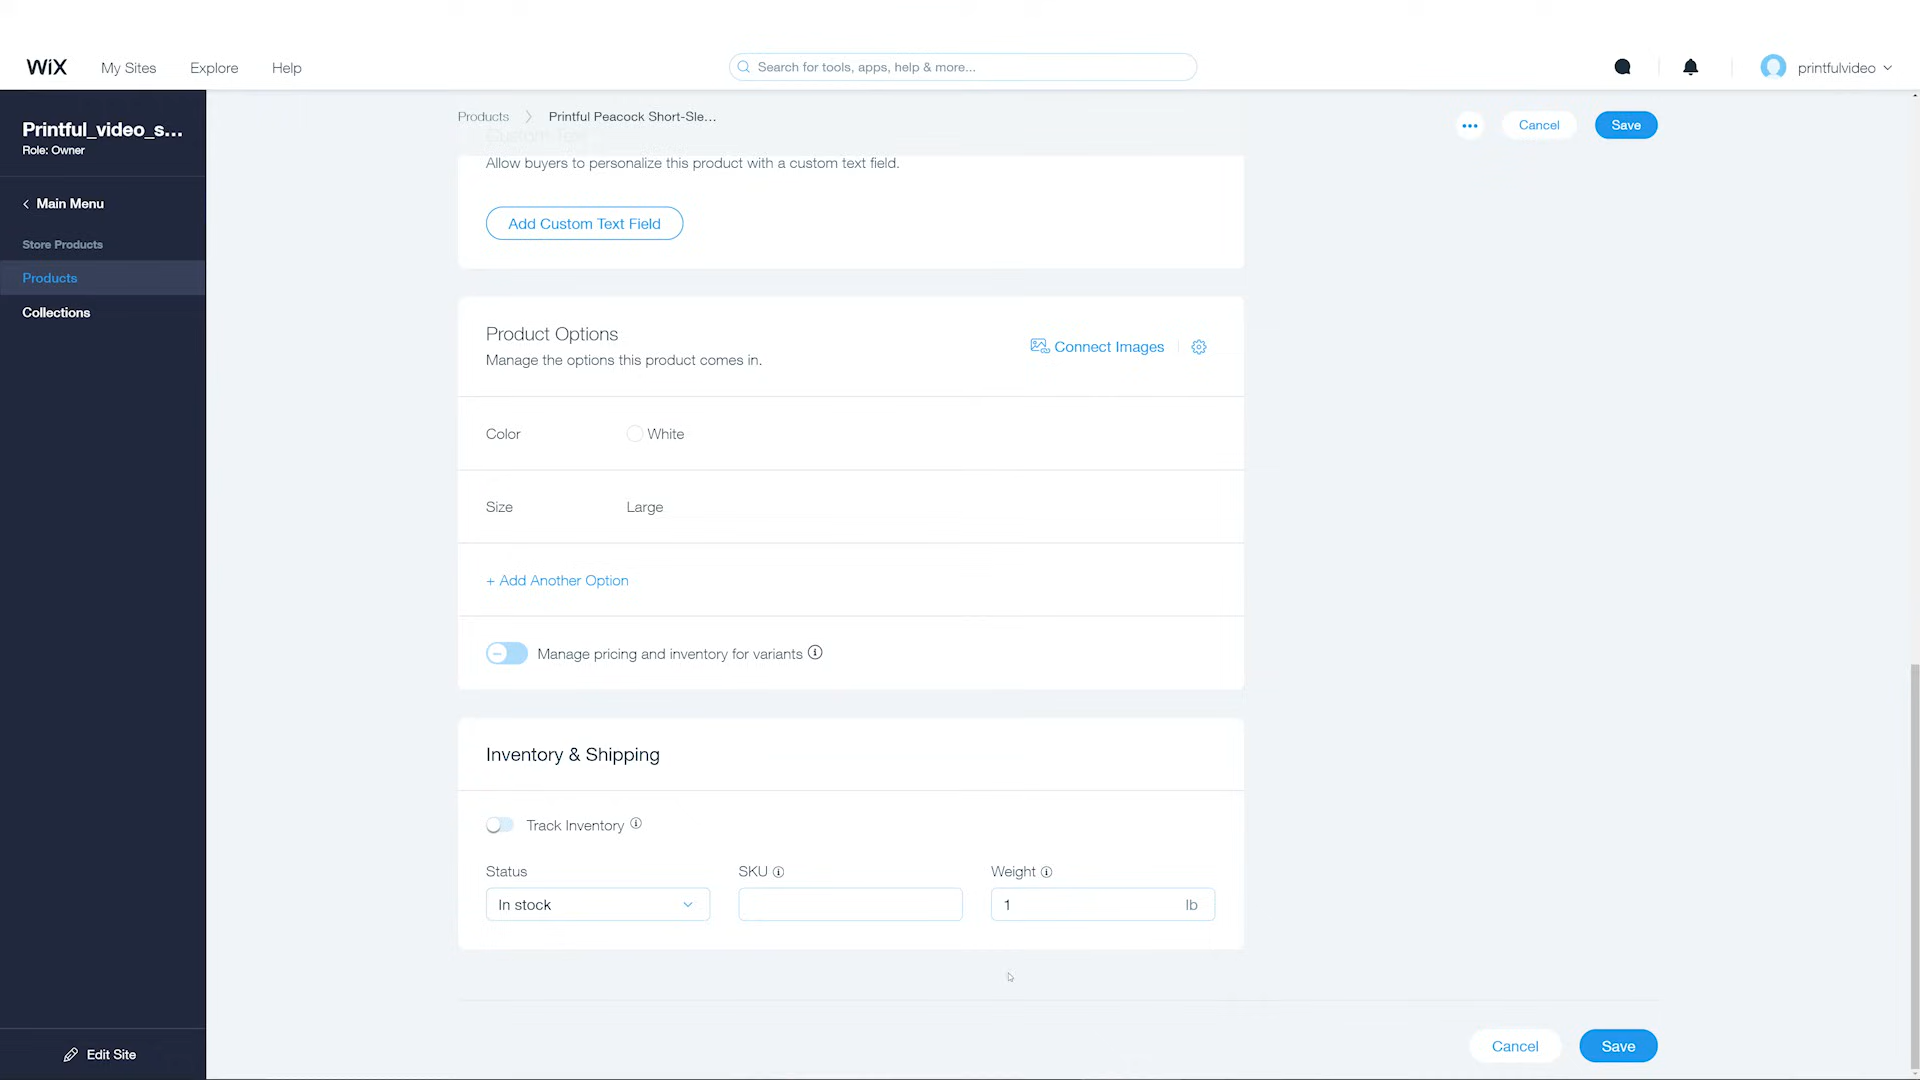 WiX
My Sites
Explore
Help
Search for tools, apps, help & more...
printfulvideo
Printful_video_s...
Role: Owner
Main Menu
Store Products
Products
Collections
Edit Site
Products
Printful Peacock Short-Sle...
Cancel
Save
Custom Text
Allow buyers to personalize this product with a custom text field.
Add Custom Text Field
Product Options
Manage the options this product comes in.
Connect Images
Color
White
Size
Large
+ Add Another Option
Manage pricing and inventory for variants
Inventory & Shipping
Track Inventory
Status
SKU
Weight
In stock
1
lb
Cancel
Save